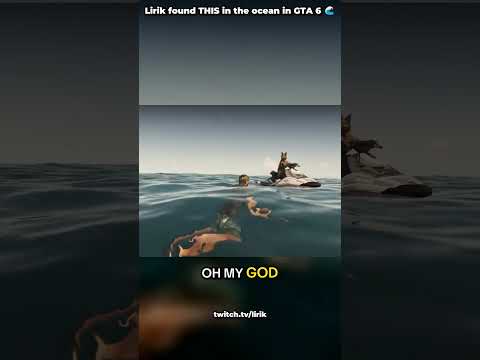 Lirik found THIS in the ocean in GTA 6 🌊
OH MY GOD
twitch.tv/lirik